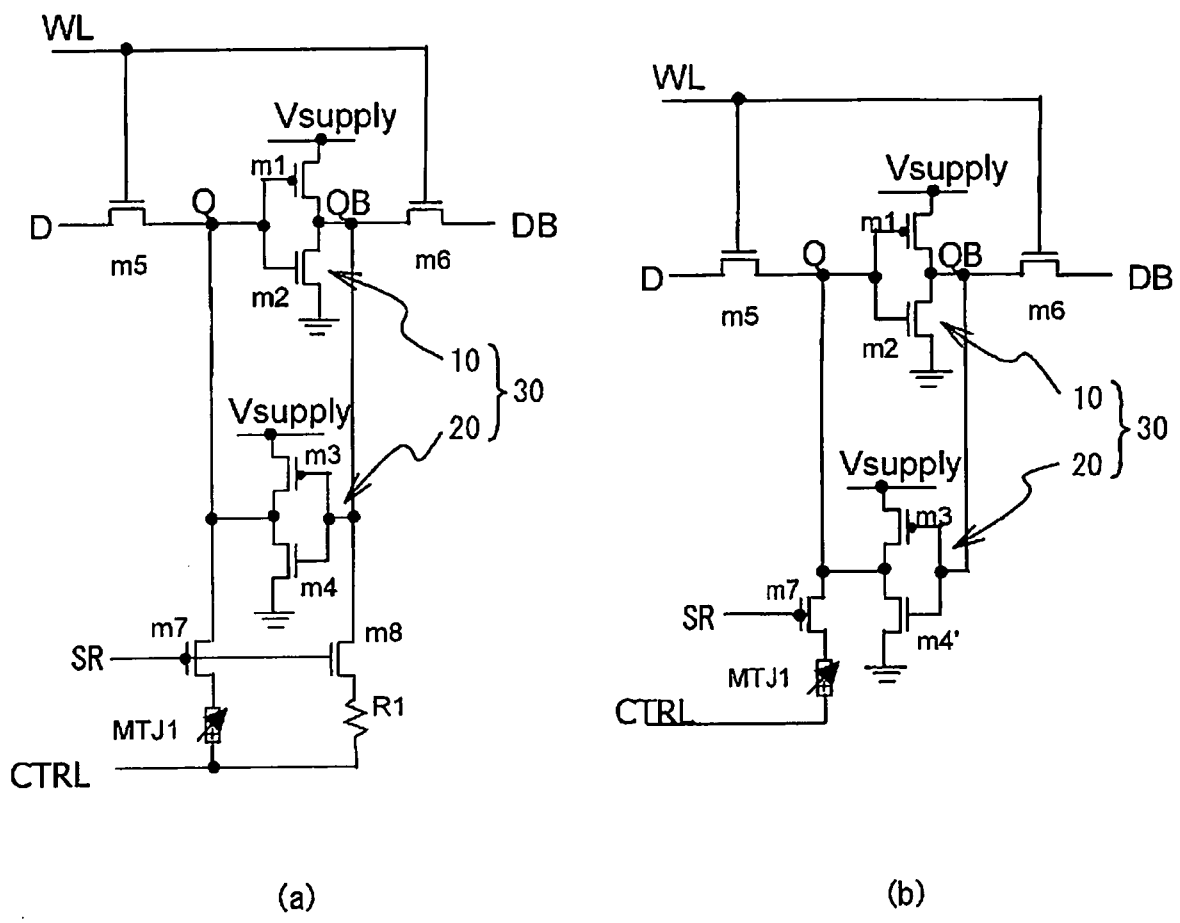 WL
Vsupply
m1
Q
QB
D
DB
m5
m6
m2
10
30
Vsupply
20
m3
m4
m7
m8
SR
MTJ1
R1
CTRL
(a)
WL
Vsupply
m1
Q
QB
D
DB
m5
m6
m2
10
30
20
Vsupply
m3
m7
SR
m4'
MTJ1
CTRL
(b)